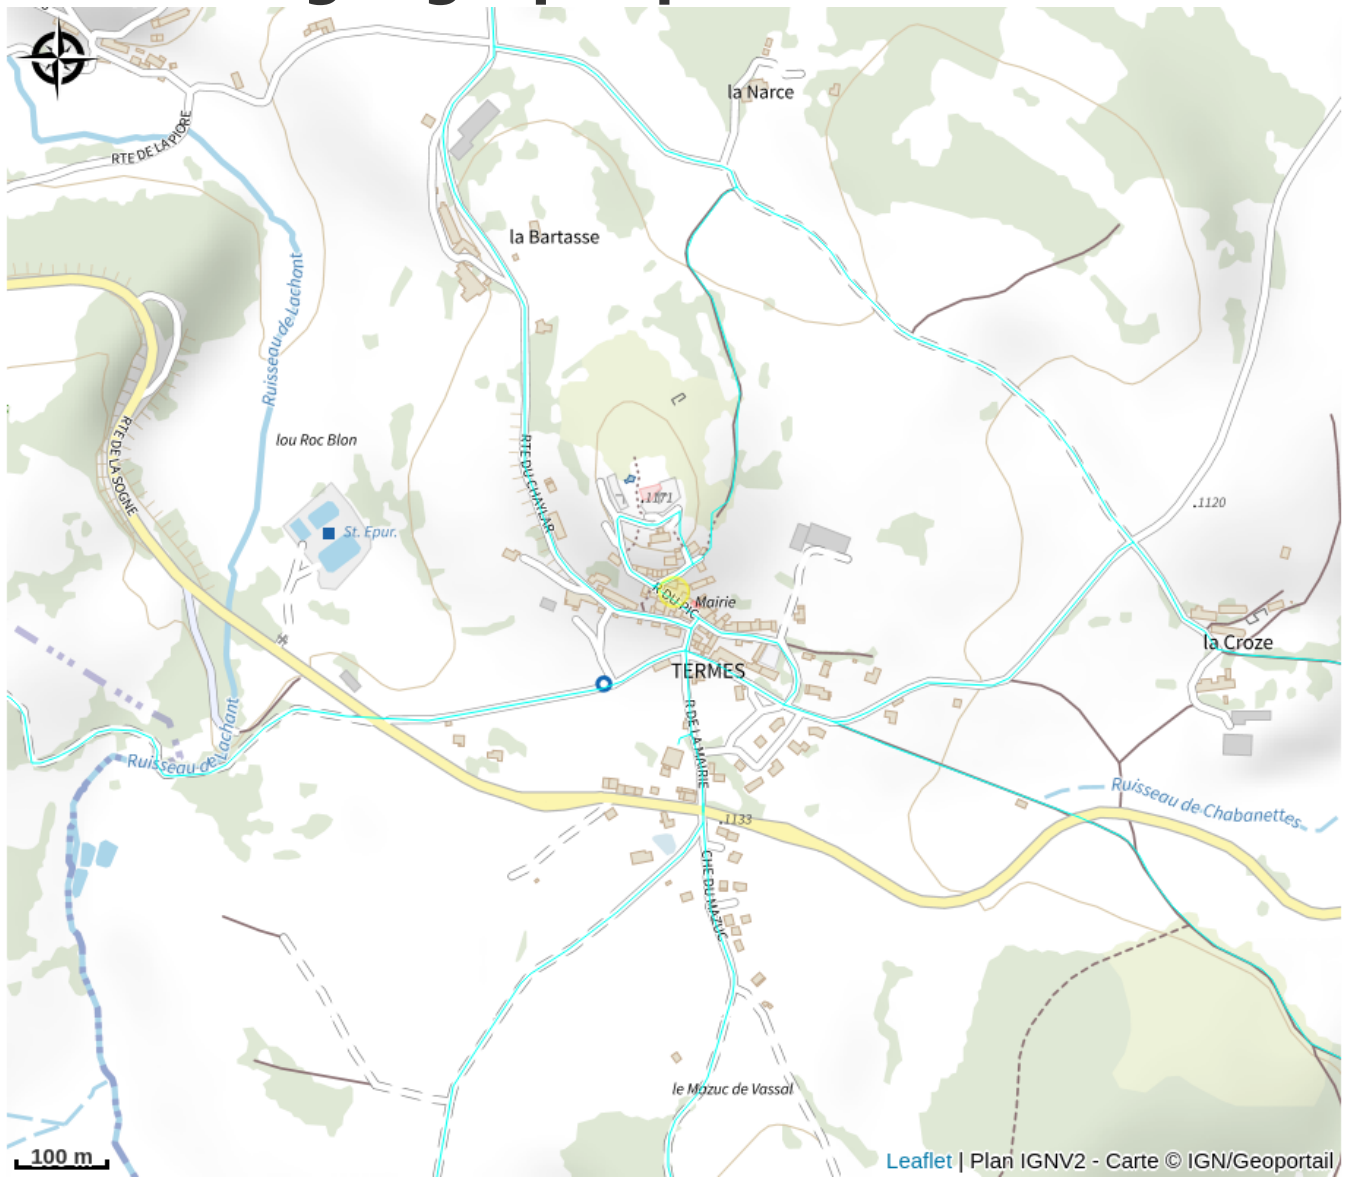 la Narce
RTE DE LA PIORE
la Bartasse
Ruisseau de Lachant
RTE DE LA SOGNE
lou Roc Blon
RTE DU CHAYLAR
.1171
.1120
St. Epur.
R DU PIC
Mairie
la Croze
TERMES
R DE LA MAIRIE
Ruisseau de Lachant
Ruisseau de Chabanettes
.1133
CHE DU MAZUC
le Mazuc de Vassal
100 m
Leaflet | Plan IGNV2 - Carte © IGN/Geoportail